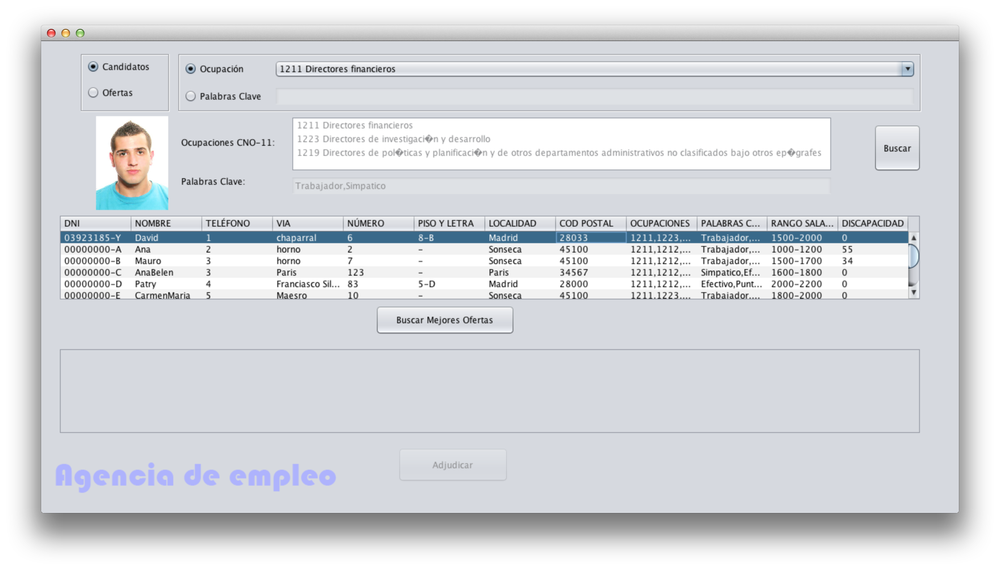 Candidatos
Ofertas
Ocupación 1211 Directores financieros
Palabras Clave
Ocupaciones CNO-11:
1211 Directores financieros
1223 Directores de investigaci�n y desarrollo
1219 Directores de pol�ticas y planificaci�n y de otros departamentos administrativos no clasificados bajo otros ep�grafes
Buscar
Palabras Clave: Trabajador,Simpatico
DNI NOMBRE TELÉFONO VIA NÚMERO PISO Y LETRA LOCALIDAD COD POSTAL OCUPACIONES PALABRAS C... RANGO SALA... DISCAPACIDAD
03923185-Y David 1 chaparral 6 8-B Madrid 28033 1211,1223,... Trabajador,... 1500-2000 0
00000000-A Ana 2 horno 2 - Sonseca 45100 1211,1212,... Trabajador,... 1000-1200 55
00000000-B Mauro 3 horno 7 - Sonseca 45100 1211,1212,... Trabajador,... 1500-1700 34
00000000-C AnaBelen 3 Paris 123 - Paris 34567 1211,1212,... Simpatico,Ef... 1600-1800 0
00000000-D Patry 4 Franciasco Sil... 83 5-D Madrid 28000 1211,1212,... Efectivo,Punt... 2000-2200 0
00000000-E CarmenMaria 5 Maesro 10 - Sonseca 45100 1211,1223,... Trabajador,... 1800-2000 0
Buscar Mejores Ofertas
Adjudicar
Agencia de empleo